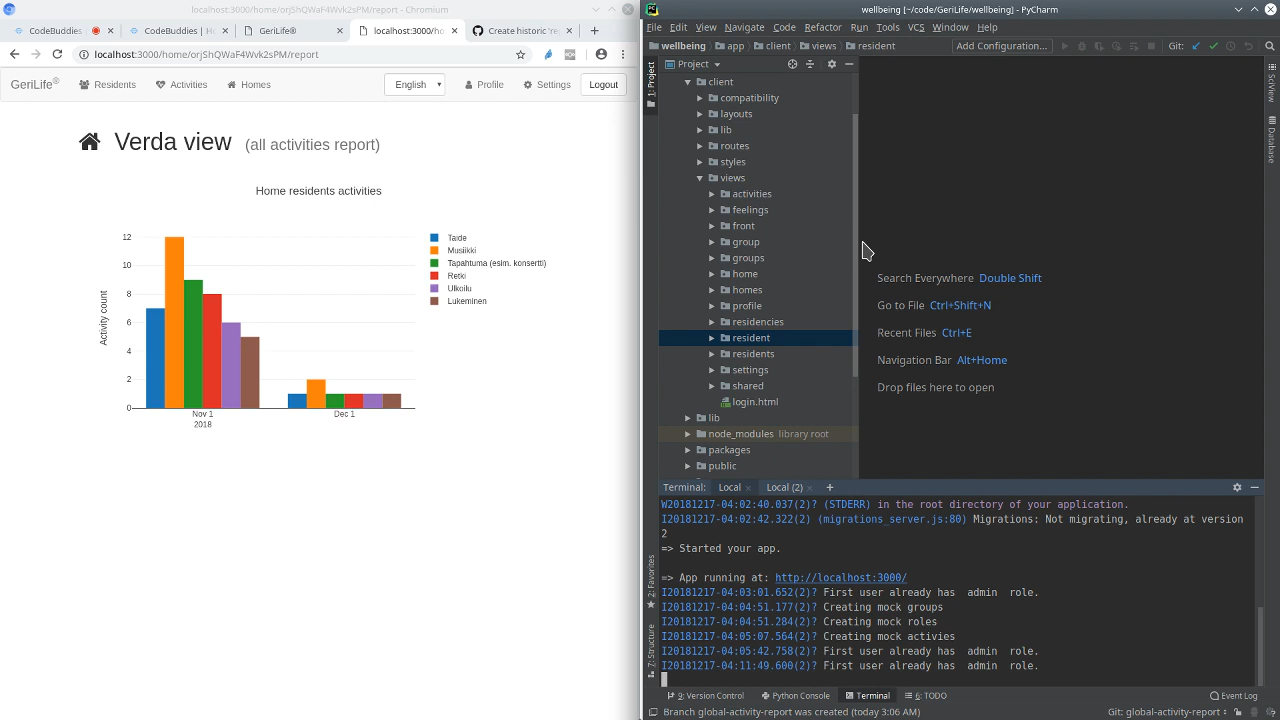 localhost:3000/home/orjShQWaF4Wvk2sPM/report - Chromium
CodeBuddies
CodeBuddies | H
GeriLife®
localhost:3000/ho
Create historic 're
localhost:3000/home/orjShQWaF4Wvk2sPM/report
GeriLife®
Residents
Activities
Homes
English
Profile
Settings
Logout
Verda view (all activities report)
Home residents activities
12
10
8
6
4
2
0
Activity count
Nov 1
2018
Dec 1
Taide
Musiikki
Tapahtuma (esim. konsertti)
Retki
Ulkoilu
Lukeminen
wellbeing [~/code/GeriLife/wellbeing] - PyCharm
File Edit View Navigate Code Refactor Run Tools VCS Window Help
wellbeing app client views resident
Add Configuration...
Git:
1: Project
Project
client
compatibility
layouts
lib
routes
styles
views
activities
feelings
front
group
groups
home
homes
profile
residencies
resident
residents
settings
shared
login.html
lib
node_modules library root
packages
public
Search Everywhere Double Shift
Go to File Ctrl+Shift+N
Recent Files Ctrl+E
Navigation Bar Alt+Home
Drop files here to open
SciView
Database
2: Favorites
7: Structure
Terminal: Local Local (2) +
W20181217-04:02:40.037(2)? (STDERR) in the root directory of your application.
I20181217-04:02:42.322(2)? (migrations_server.js:80) Migrations: Not migrating, already at version
2
=> Started your app.
=> App running at: http://localhost:3000/
I20181217-04:03:01.652(2)? First user already has admin role.
I20181217-04:04:51.177(2)? Creating mock groups
I20181217-04:04:51.284(2)? Creating mock roles
I20181217-04:05:07.564(2)? Creating mock activies
I20181217-04:05:42.758(2)? First user already has admin role.
I20181217-04:11:49.600(2)? First user already has admin role.
9: Version Control Python Console Terminal 6: TODO
Event Log
Branch global-activity-report was created (today 3:06 AM)
Git: global-activity-report